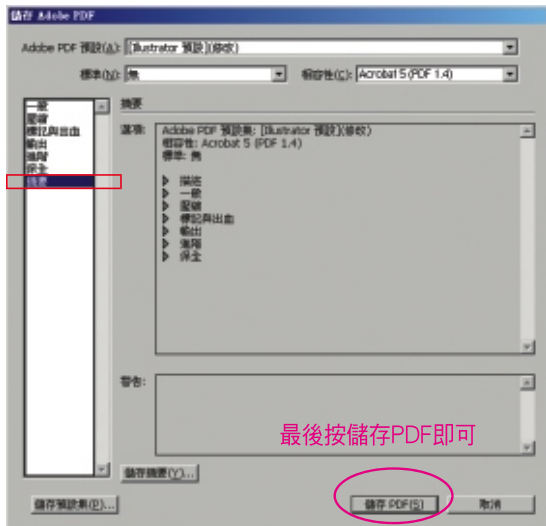 儲存 Adobe PDF
Adobe PDF 預設(A): [Illustrator 預設](修改)
標準(N): 無 相容性(C): Acrobat 5 (PDF 1.4)
一般
壓縮
標記與出血
輸出
進階
保全
摘要
摘要
選項: Adobe PDF 預設集: [Illustrator 預設](修改)
相容性: Acrobat 5 (PDF 1.4)
標準: 無
描述
一般
壓縮
標記與出血
輸出
進階
保全
警告:
最後按儲存PDF即可
儲存摘要(Y)...
儲存預設集(P)... 儲存 PDF(S) 取消